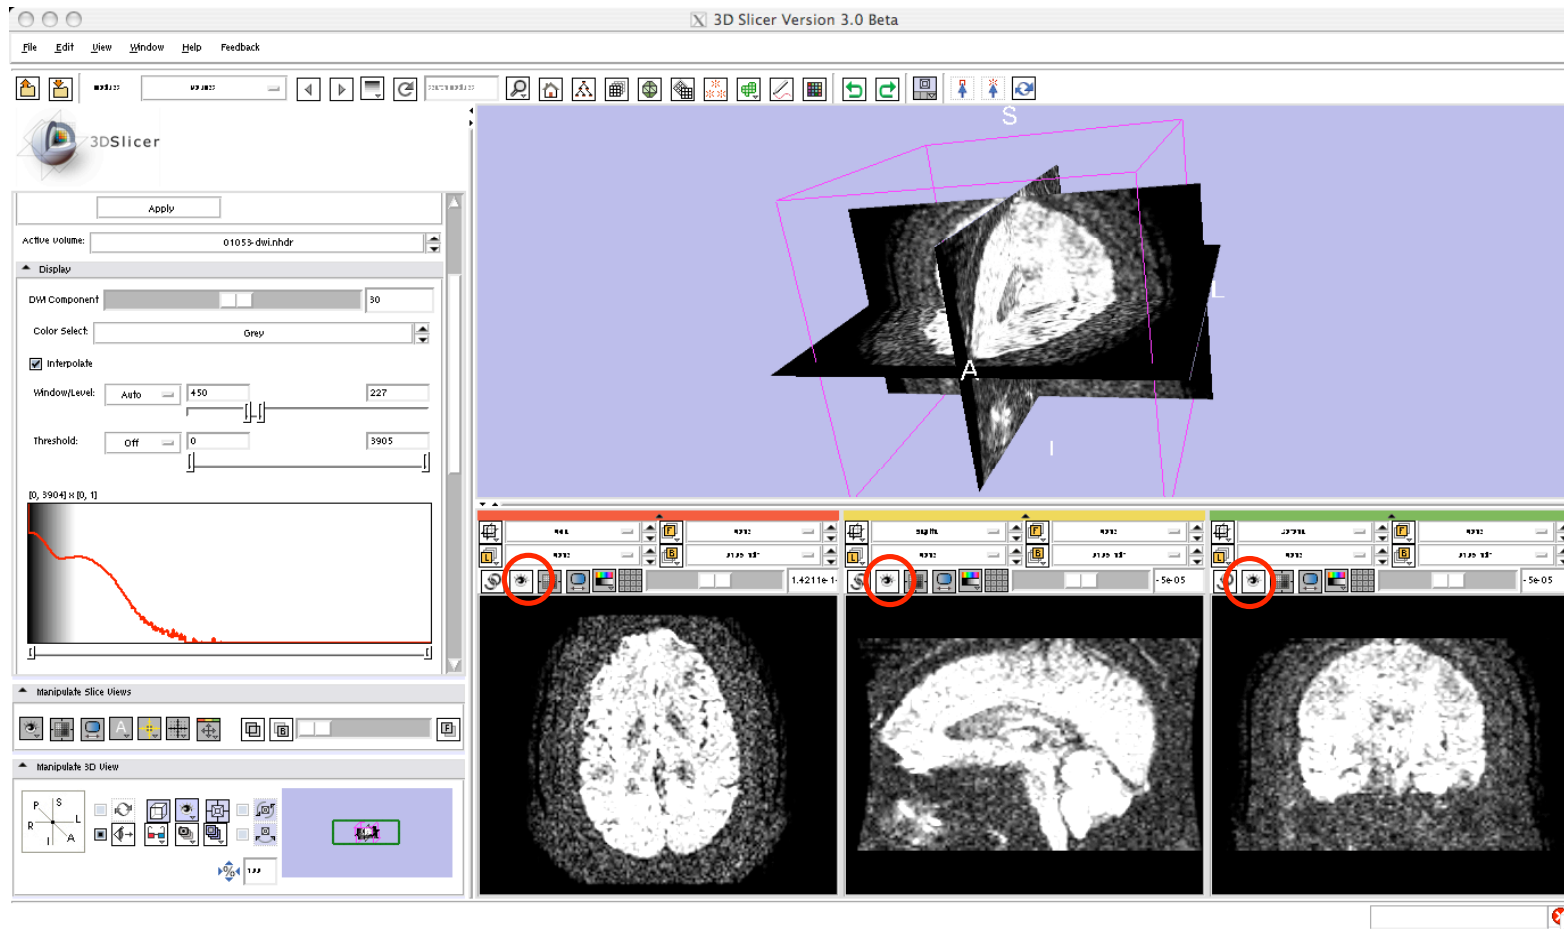 3D Slicer Version 3.0 Beta
File Edit View Window Help Feedback
3DSlicer
Apply
Active Volume: 01053-dwi.nhdr
Display
DWI Component 30
Color Select: Grey
Interpolate
Window/Level: Auto 450 227
Threshold: Off 0 3905
[0, 3904] x [0, 1]
Manipulate Slice Views
A B F
Manipulate 3D View
P S
R L
I A
%
S
L
A
I
F F F
L B L B L B
1.4211e-1 -5e-05 -5e-05